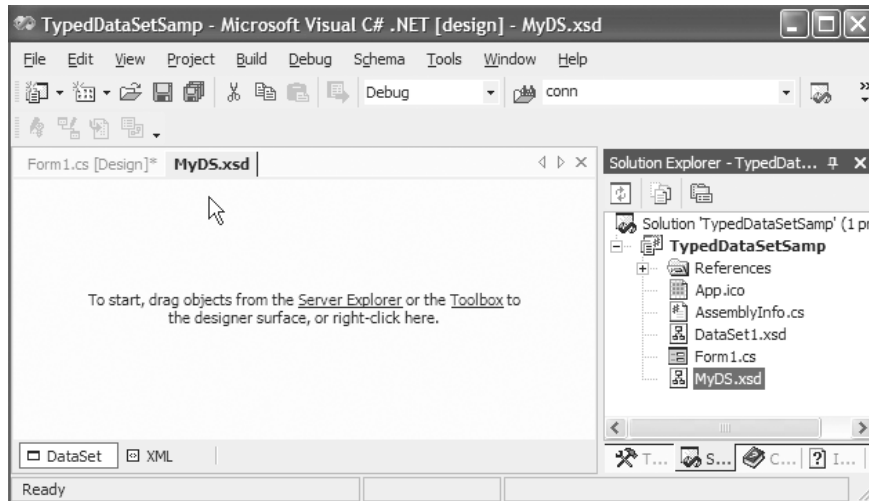 TypedDataSetSamp - Microsoft Visual C# .NET [design] - MyDS.xsd
File Edit View Project Build Debug Schema Tools Window Help
Debug conn
Form1.cs [Design]* MyDS.xsd
To start, drag objects from the Server Explorer or the Toolbox to
the designer surface, or right-click here.
DataSet XML
Solution Explorer - TypedDat...
Solution 'TypedDataSetSamp' (1 pr
TypedDataSetSamp
References
App.ico
AssemblyInfo.cs
DataSet1.xsd
Form1.cs
MyDS.xsd
T... S... C... I...
Ready